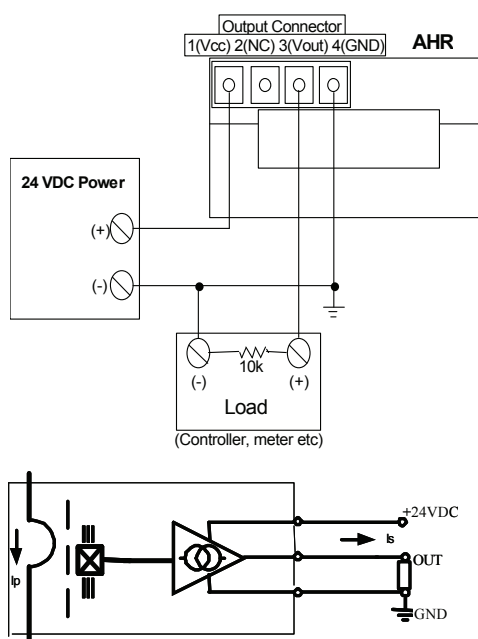 Output Connector
1(Vcc) 2(NC) 3(Vout) 4(GND)
AHR
24 VDC Power
(+)
(-)
10k
(-) (+)
Load
(Controller, meter etc)
+24VDC
Is
Ip
OUT
GND